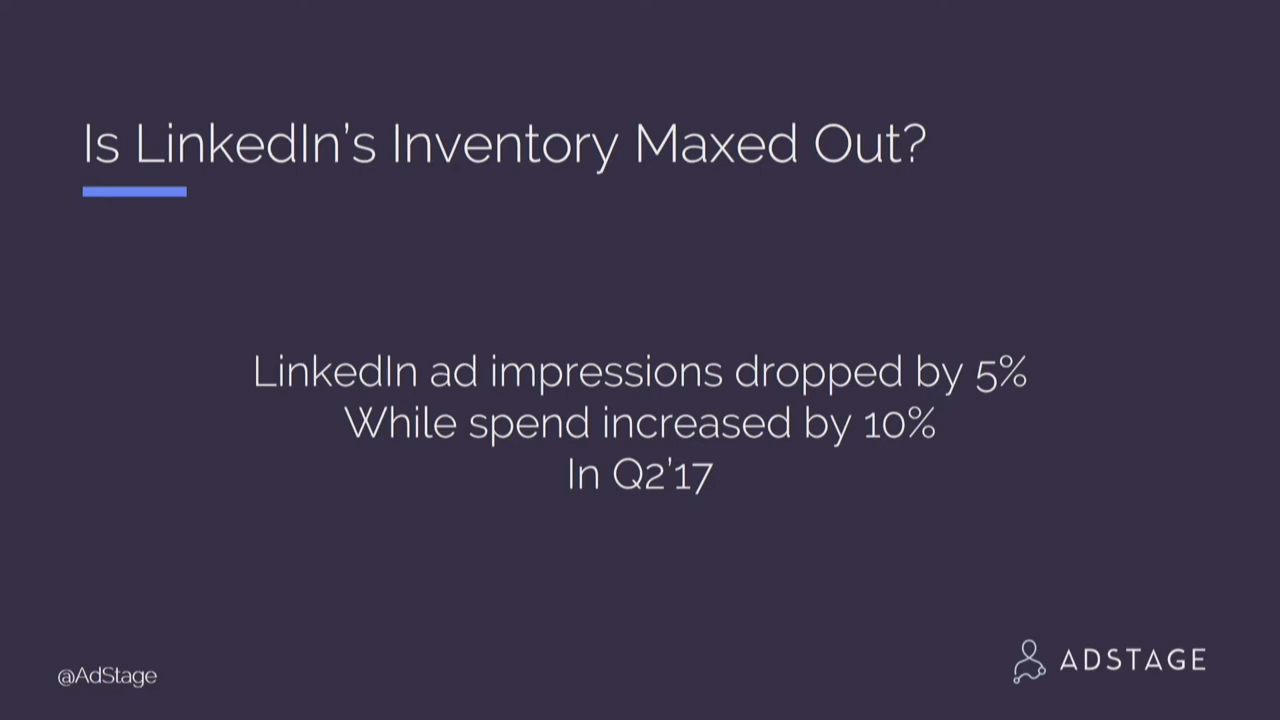 Is LinkedIn's Inventory Maxed Out?
LinkedIn ad impressions dropped by 5%
While spend increased by 10%
In Q2'17
@AdStage
ADSTAGE